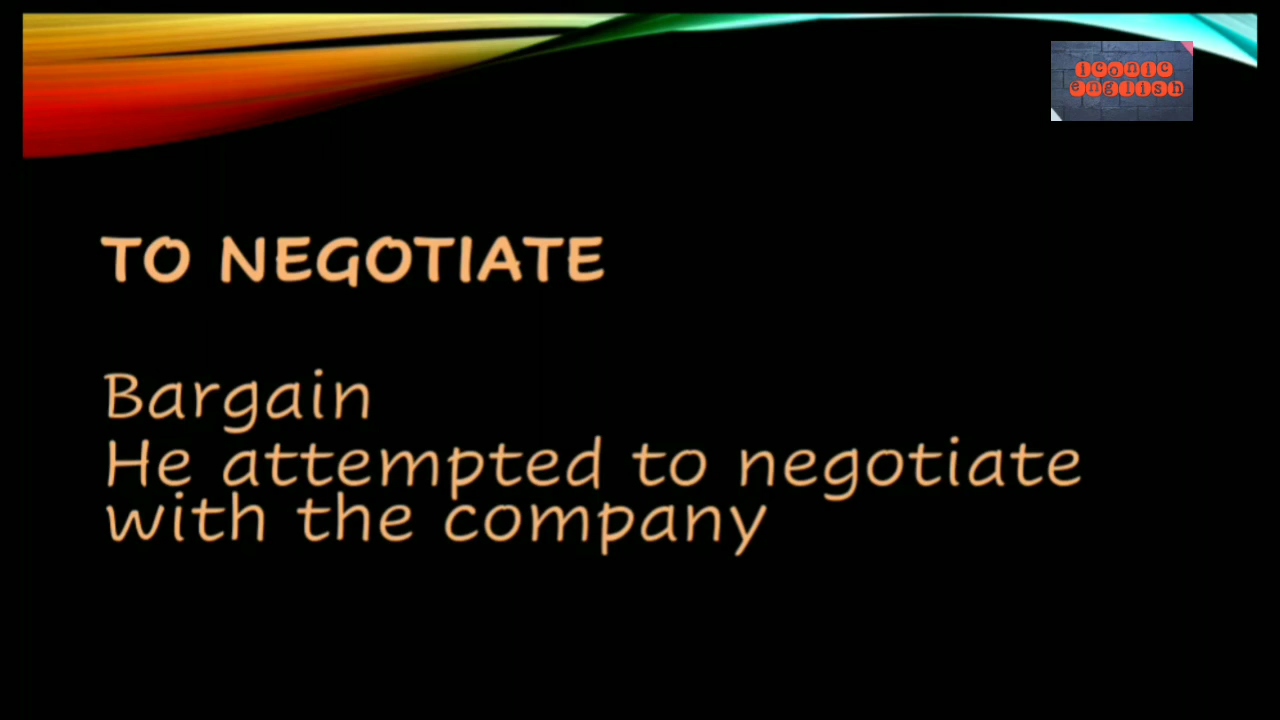 iconic
english
TO NEGOTIATE
Bargain
He attempted to negotiate
with the company